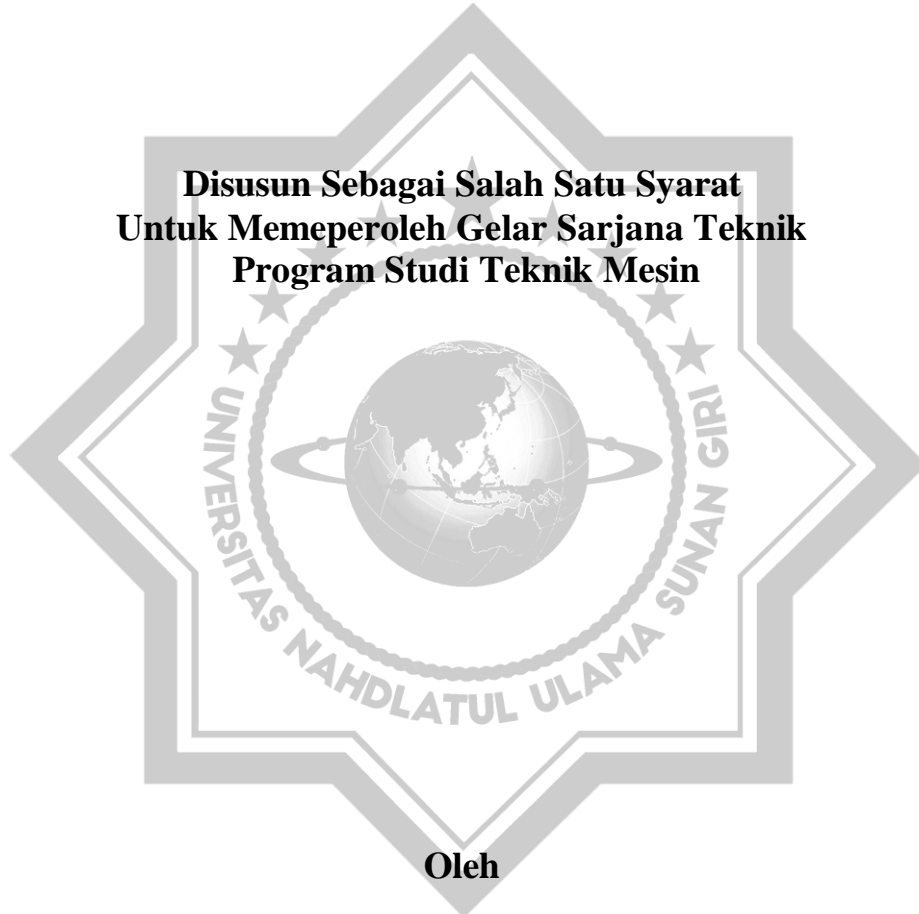 Disusun Sebagai Salah Satu Syarat
Untuk Memeperoleh Gelar Sarjana Teknik
Program Studi Teknik Mesin
UNIVERSITAS NAHDLATUL ULAMA SUNAN GIRI
Oleh